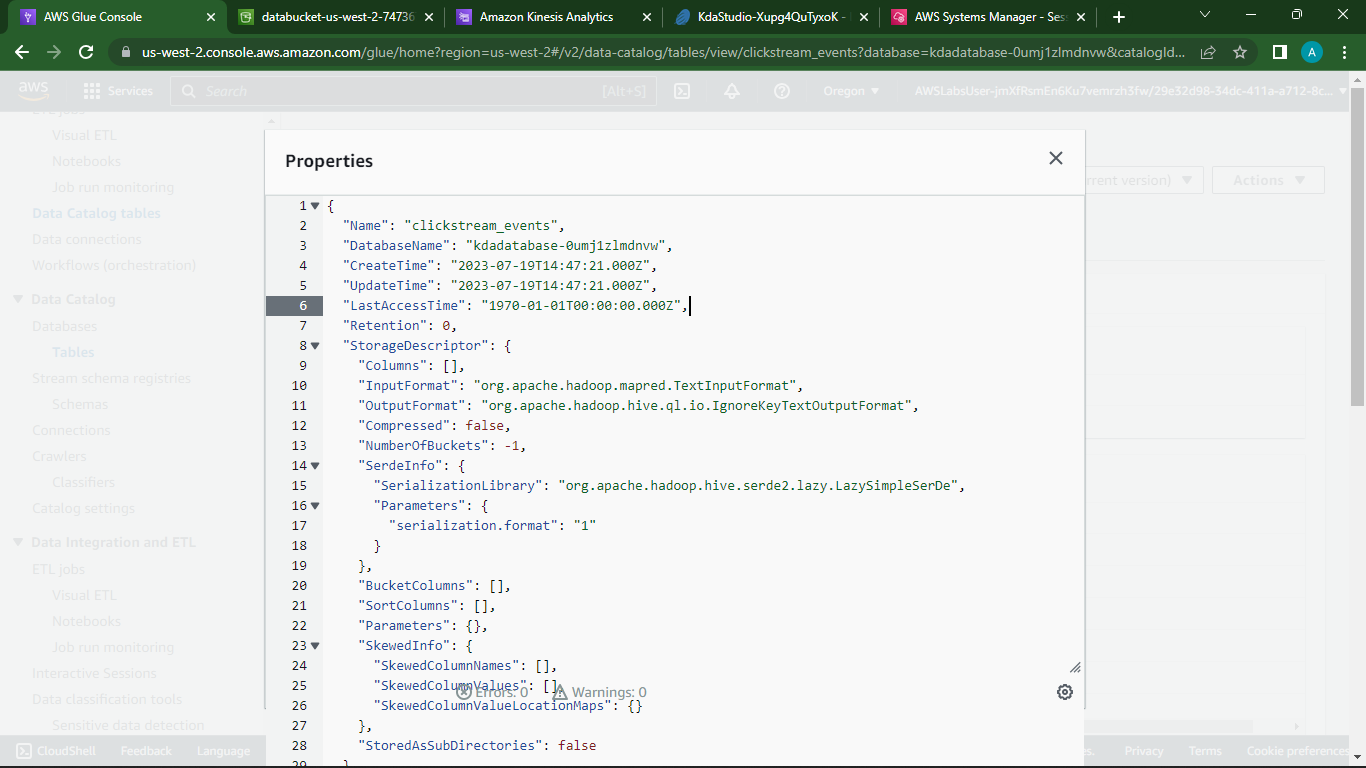 AWS Glue Console
databucket-us-west-2-74736
Amazon Kinesis Analytics
KdaStudio-Xupg4QuTyxoK -
AWS Systems Manager - Ses
us-west-2.console.aws.amazon.com/glue/home?region=us-west-2#/v2/data-catalog/tables/view/clickstream_events?database=kdadatabase-0umj1zlmdnvw&catalogId...
A
aws
Services
Search
[Alt+S]
Oregon
AWSLabsUser-jmXfRsmEn6Ku7vemrzh3fw/29e32d98-34dc-411a-a712-8c...
Visual ETL
Notebooks
Job run monitoring
Data Catalog tables
Data connections
Workflows (orchestration)
Data Catalog
Databases
Tables
Stream schema registries
Schemas
Connections
Crawlers
Classifiers
Catalog settings
Data Integration and ETL
ETL jobs
Visual ETL
Notebooks
Job run monitoring
Interactive Sessions
Data classification tools
Sensitive data detection
rrent version)
Actions
Properties
1 {
2 "Name": "clickstream_events",
3 "DatabaseName": "kdadatabase-0umj1zlmdnvw",
4 "CreateTime": "2023-07-19T14:47:21.000Z",
5 "UpdateTime": "2023-07-19T14:47:21.000Z",
6 "LastAccessTime": "1970-01-01T00:00:00.000Z",
7 "Retention": 0,
8 "StorageDescriptor": {
9 "Columns": [],
10 "InputFormat": "org.apache.hadoop.mapred.TextInputFormat",
11 "OutputFormat": "org.apache.hadoop.hive.ql.io.IgnoreKeyTextOutputFormat",
12 "Compressed": false,
13 "NumberOfBuckets": -1,
14 "SerdeInfo": {
15 "SerializationLibrary": "org.apache.hadoop.hive.serde2.lazy.LazySimpleSerDe",
16 "Parameters": {
17 "serialization.format": "1"
18 }
19 },
20 "BucketColumns": [],
21 "SortColumns": [],
22 "Parameters": {},
23 "SkewedInfo": {
24 "SkewedColumnNames": [],
25 "SkewedColumnValues": []
Errors: 0 Warnings: 0
26 "SkewedColumnValueLocationMaps": {}
27 },
28 "StoredAsSubDirectories": false
29 }
CloudShell
Feedback
Language
es.
Privacy
Terms
Cookie preferences